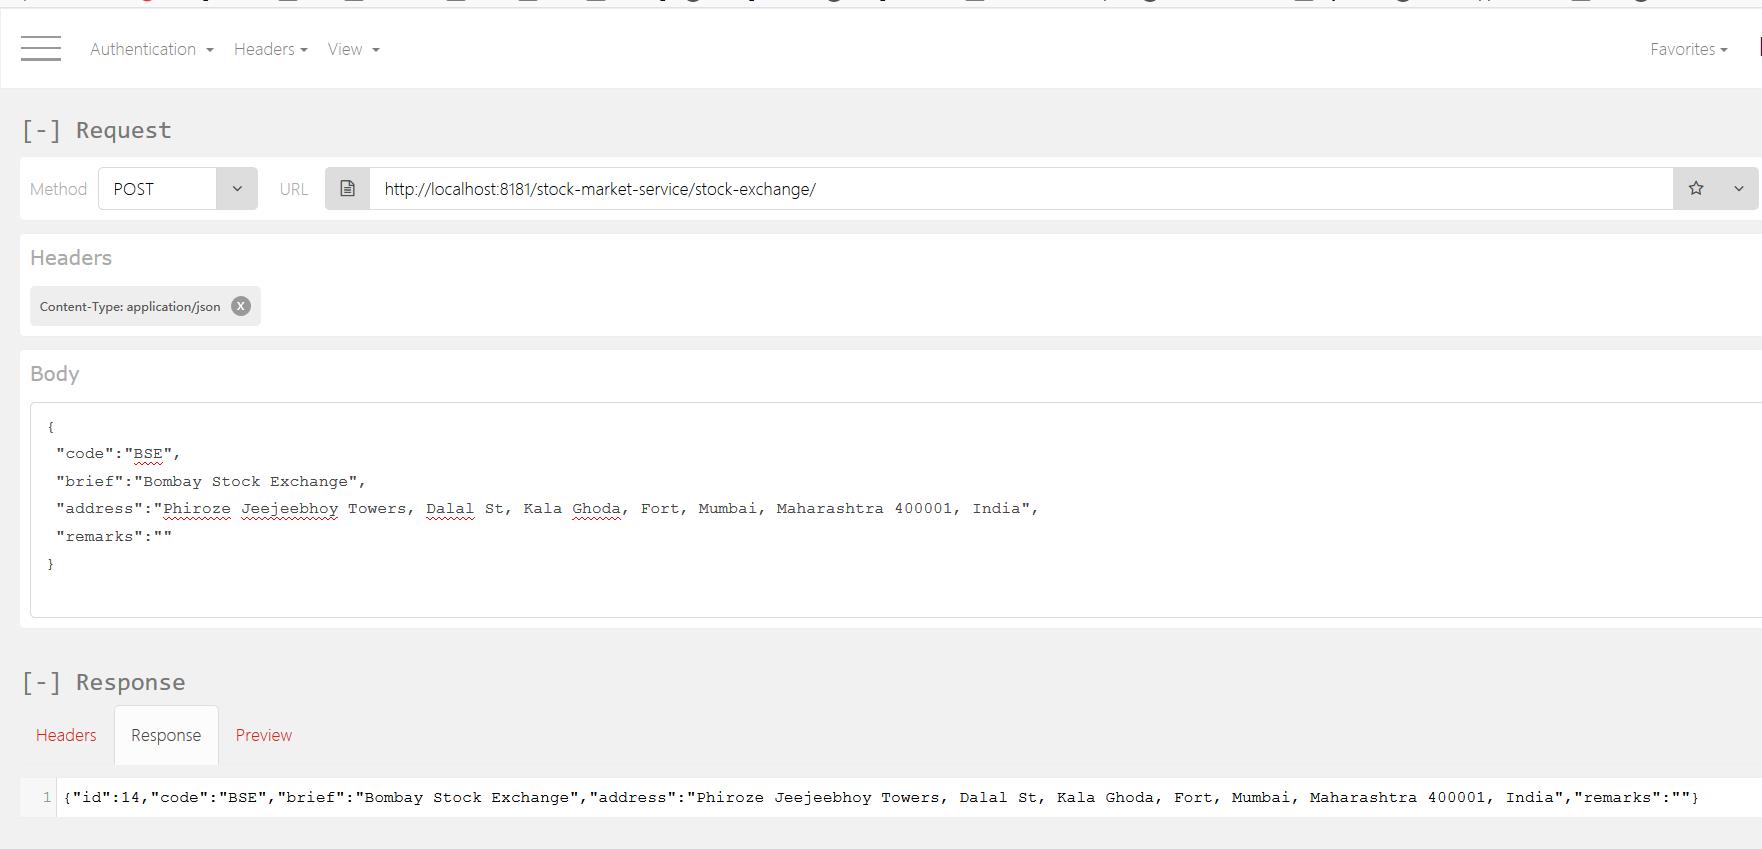 Authentication Headers View Favorites
[-] Request
Method POST URL http://localhost:8181/stock-market-service/stock-exchange/
Headers
Content-Type: application/json X
Body
{
"code":"BSE",
"brief":"Bombay Stock Exchange",
"address":"Phiroze Jeejeebhoy Towers, Dalal St, Kala Ghoda, Fort, Mumbai, Maharashtra 400001, India",
"remarks":""
}
[-] Response
Headers Response Preview
1 {"id":14,"code":"BSE","brief":"Bombay Stock Exchange","address":"Phiroze Jeejeebhoy Towers, Dalal St, Kala Ghoda, Fort, Mumbai, Maharashtra 400001, India","remarks":""}